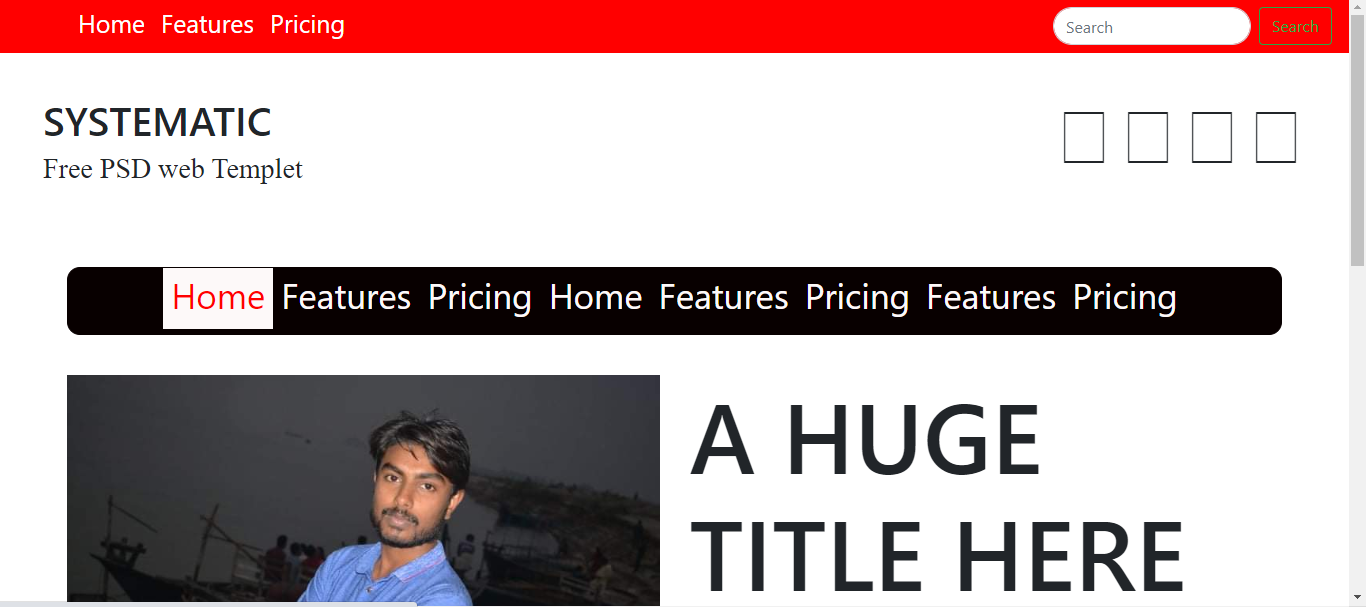 Home Features Pricing Search Search
SYSTEMATIC
Free PSD web Templet
Home Features Pricing Home Features Pricing Features Pricing
A HUGE
TITLE HERE